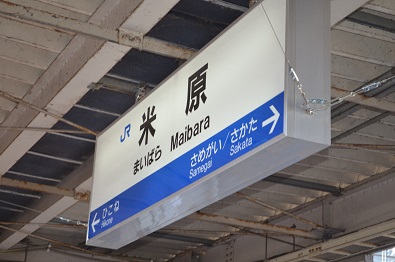 JR 米原
まいばら Maibara
さめがい/さかた →
Samegai Sakata
← ひこね
Hikone